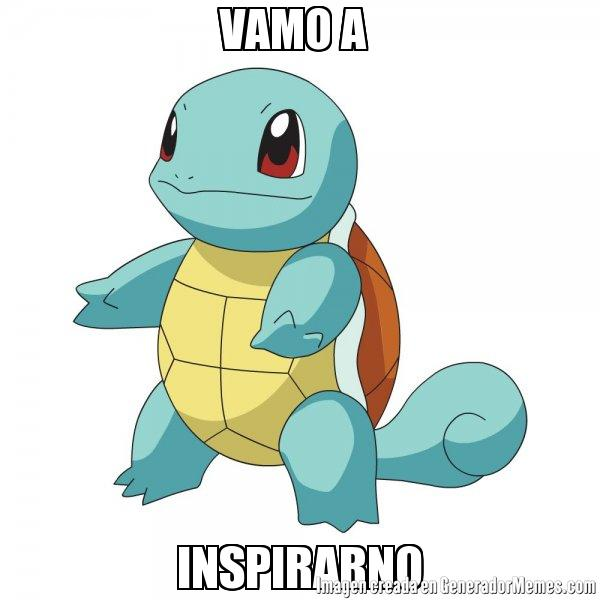 VAMO A
INSPIRARNO
Imagen creada en GeneradorMemes.com